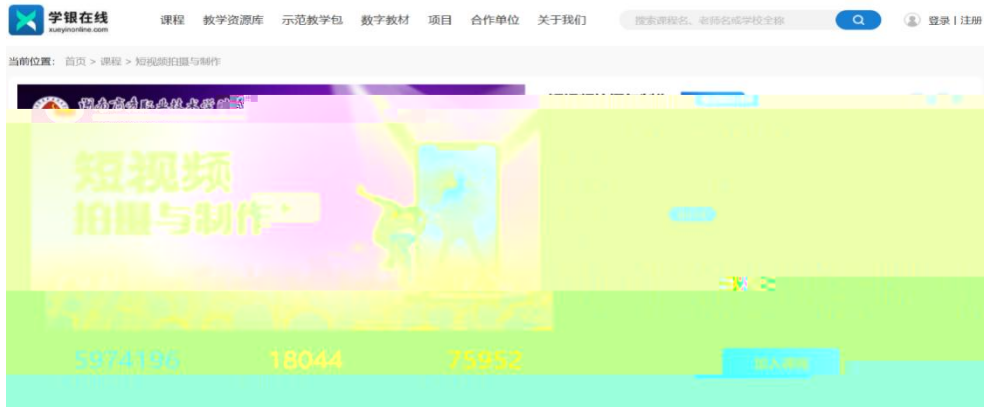 学银在线
xueyinonline.com
课程 教学资源库 示范教学包 数字教材 项目 合作单位 关于我们
搜索课程名、老师名或学校全称
登录 | 注册
当前位置： 首页 > 课程 > 短视频拍摄与制作
短视频
拍摄与制作
5974196 18044 75952